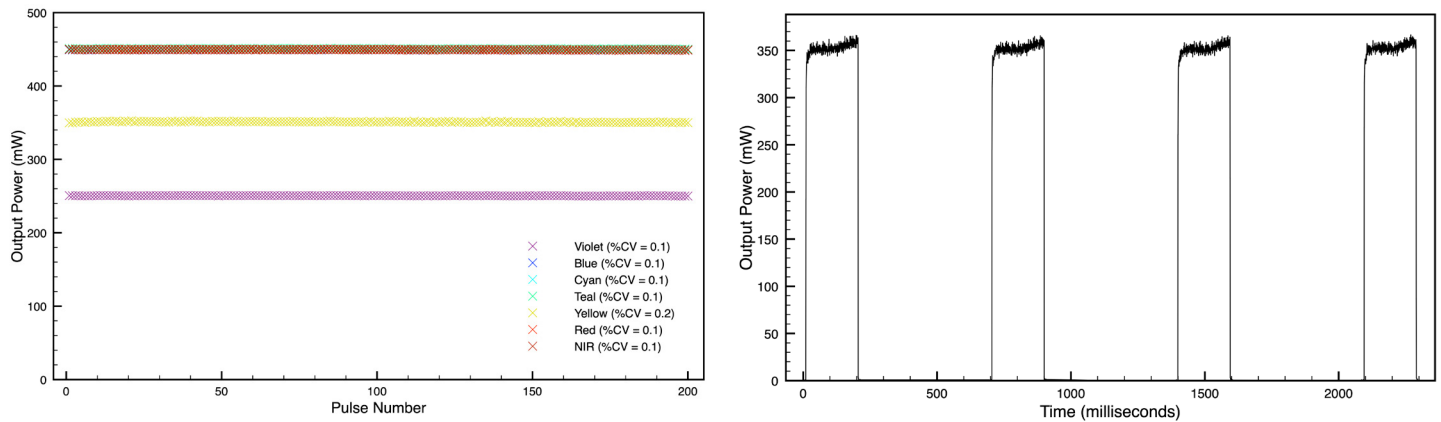 500
400
300
200
100
0
Output Power (mW)
Violet (%CV = 0.1)
Blue (%CV = 0.1)
Cyan (%CV = 0.1)
Teal (%CV = 0.1)
Yellow (%CV = 0.2)
Red (%CV = 0.1)
NIR (%CV = 0.1)
0 50 100 150 200
Pulse Number
350
300
250
200
150
100
50
0
Output Power (mW)
0 500 1000 1500 2000
Time (milliseconds)